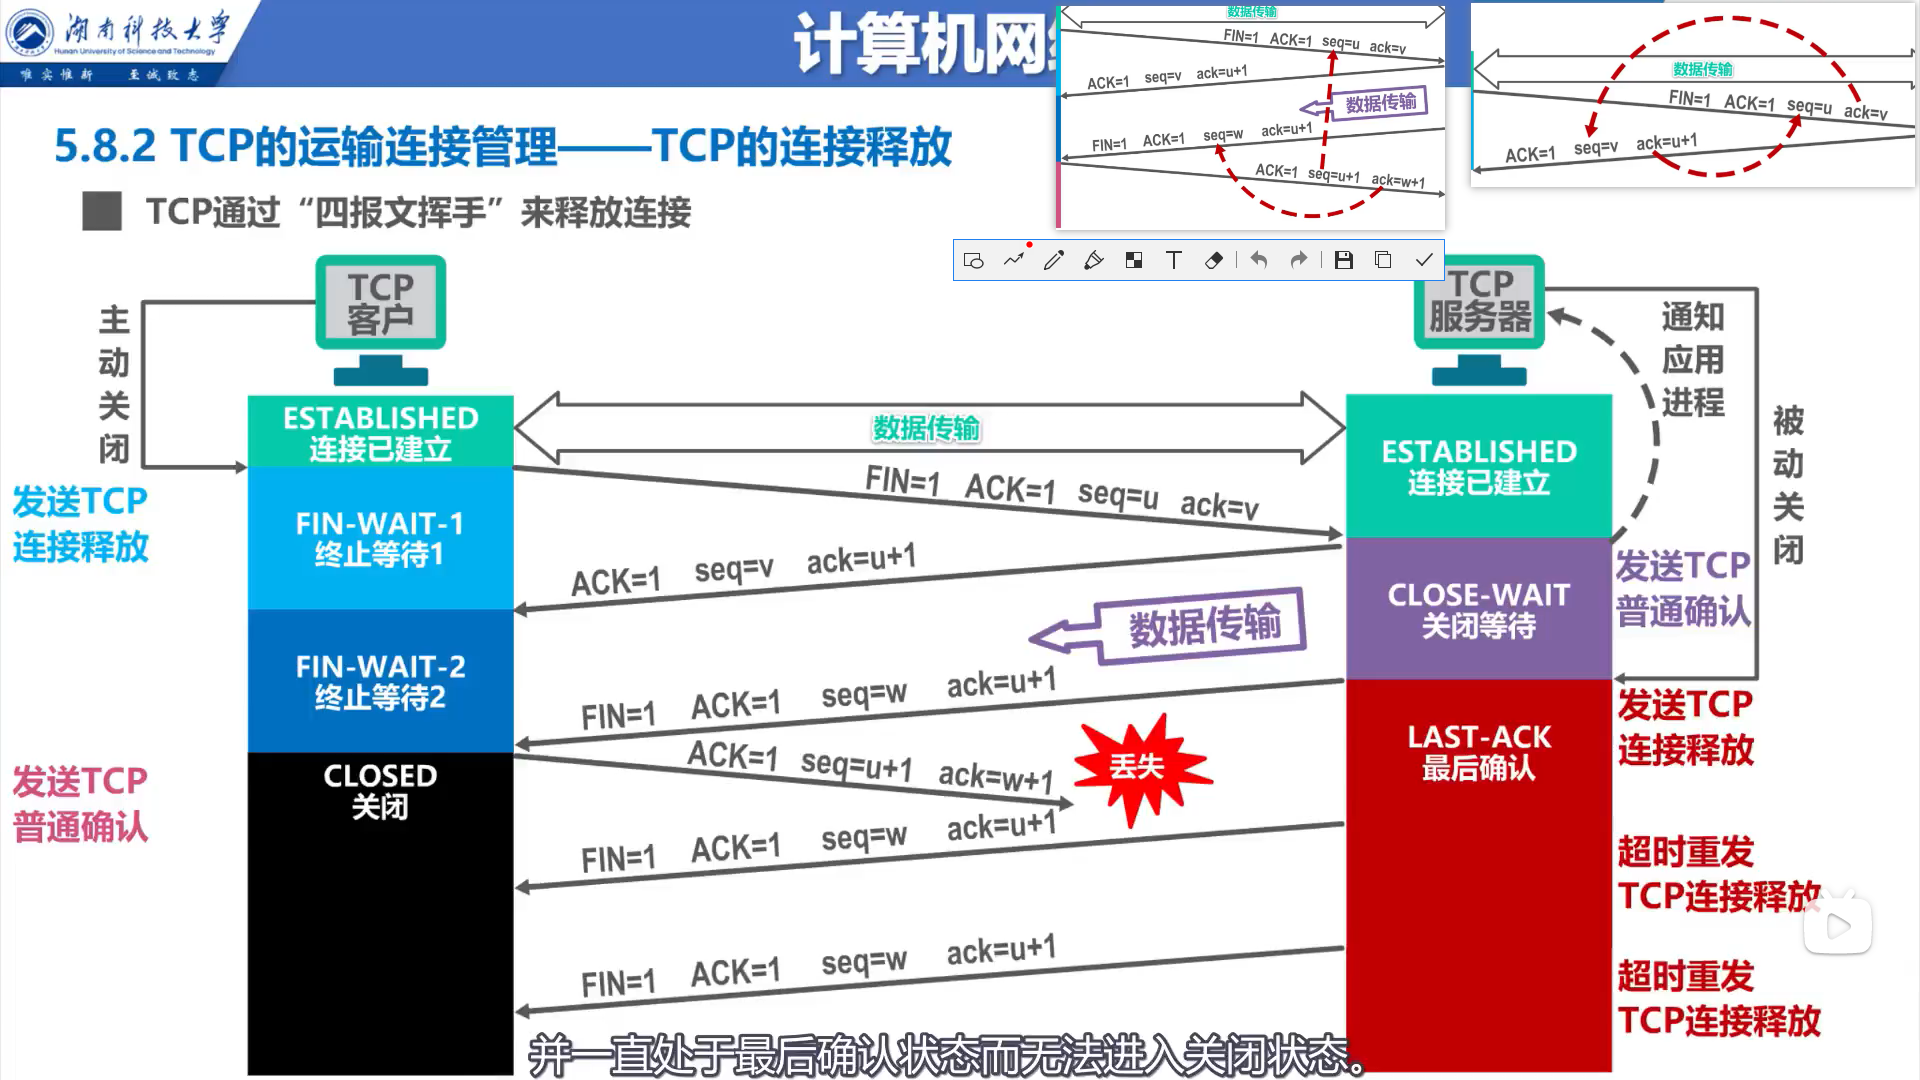 湖南科技大学
Hunan University of Science and Technology
唯实惟新 至诚致志
计算机网
数据传输
FIN=1 ACK=1 seq=u ack=v
ACK=1 seq=v ack=u+1
数据传输
FIN=1 ACK=1 seq=w ack=u+1
ACK=1 seq=u+1 ack=w+1
数据传输
FIN=1 ACK=1 seq=u ack=v
ACK=1 seq=v ack=u+1
5.8.2 TCP的运输连接管理——TCP的连接释放
TCP通过“四报文挥手”来释放连接
T
TCP
客户
TCP
服务器
主动关闭
通知
应用
进程
被动关闭
ESTABLISHED
连接已建立
数据传输
ESTABLISHED
连接已建立
发送TCP
连接释放
FIN=1 ACK=1 seq=u ack=v
FIN-WAIT-1
终止等待1
ACK=1 seq=v ack=u+1
CLOSE-WAIT
关闭等待
发送TCP
普通确认
数据传输
FIN-WAIT-2
终止等待2
FIN=1 ACK=1 seq=w ack=u+1
LAST-ACK
最后确认
发送TCP
连接释放
发送TCP
普通确认
CLOSED
关闭
ACK=1 seq=u+1 ack=w+1
丢失
FIN=1 ACK=1 seq=w ack=u+1
超时重发
TCP连接释放
FIN=1 ACK=1 seq=w ack=u+1
超时重发
TCP连接释放
并一直处于最后确认状态而无法进入关闭状态。